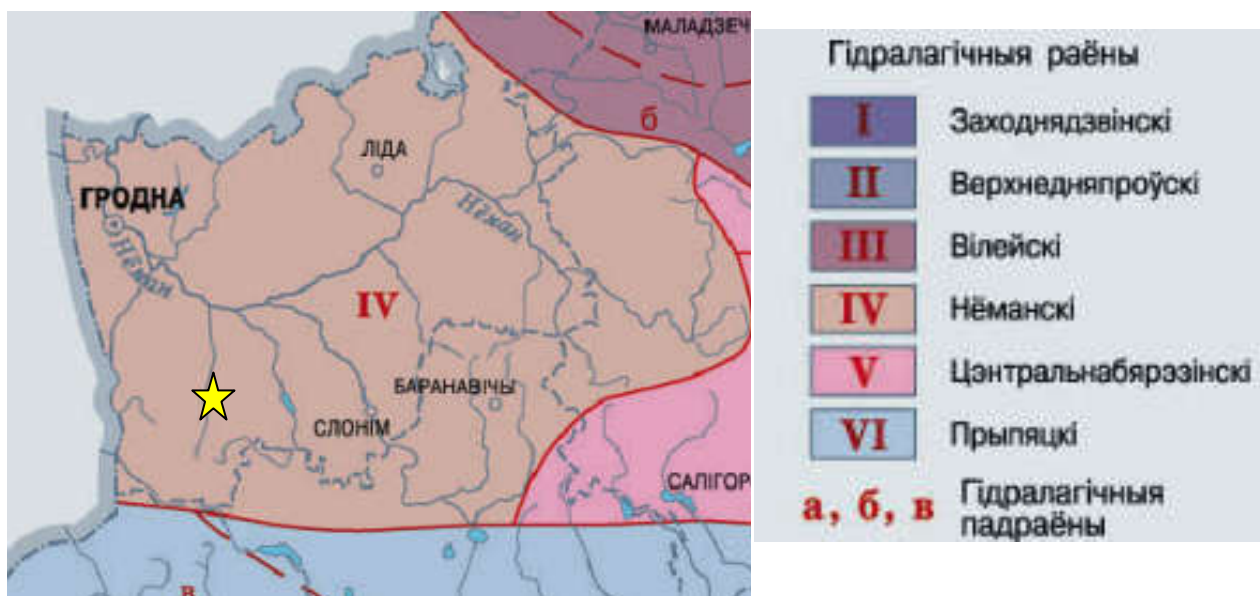 МАЛАДЗЕЧ
б
ЛІДА
ГРОДНА
Нёман
Нёман
IV
БАРАНАВІЧЫ
СЛОНІМ
САЛІГОР
в
Гідралагічныя раёны
I Заходнядзвінскі
II Верхнедняпроўскі
III Вілейскі
IV Нёманскі
V Цэнтральнабярэзінскі
VI Прыпяцкі
а, б, в Гідралагічныя
падраёны